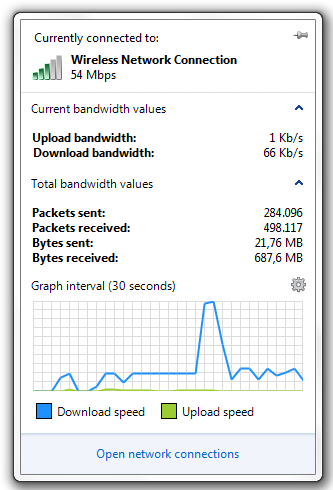 Currently connected to:
Wireless Network Connection
54 Mbps
Current bandwidth values
Upload bandwidth: 1 Kb/s
Download bandwidth: 66 Kb/s
Total bandwidth values
Packets sent: 284.096
Packets received: 498.117
Bytes sent: 21,76 MB
Bytes received: 687,6 MB
Graph interval (30 seconds)
Download speed Upload speed
Open network connections